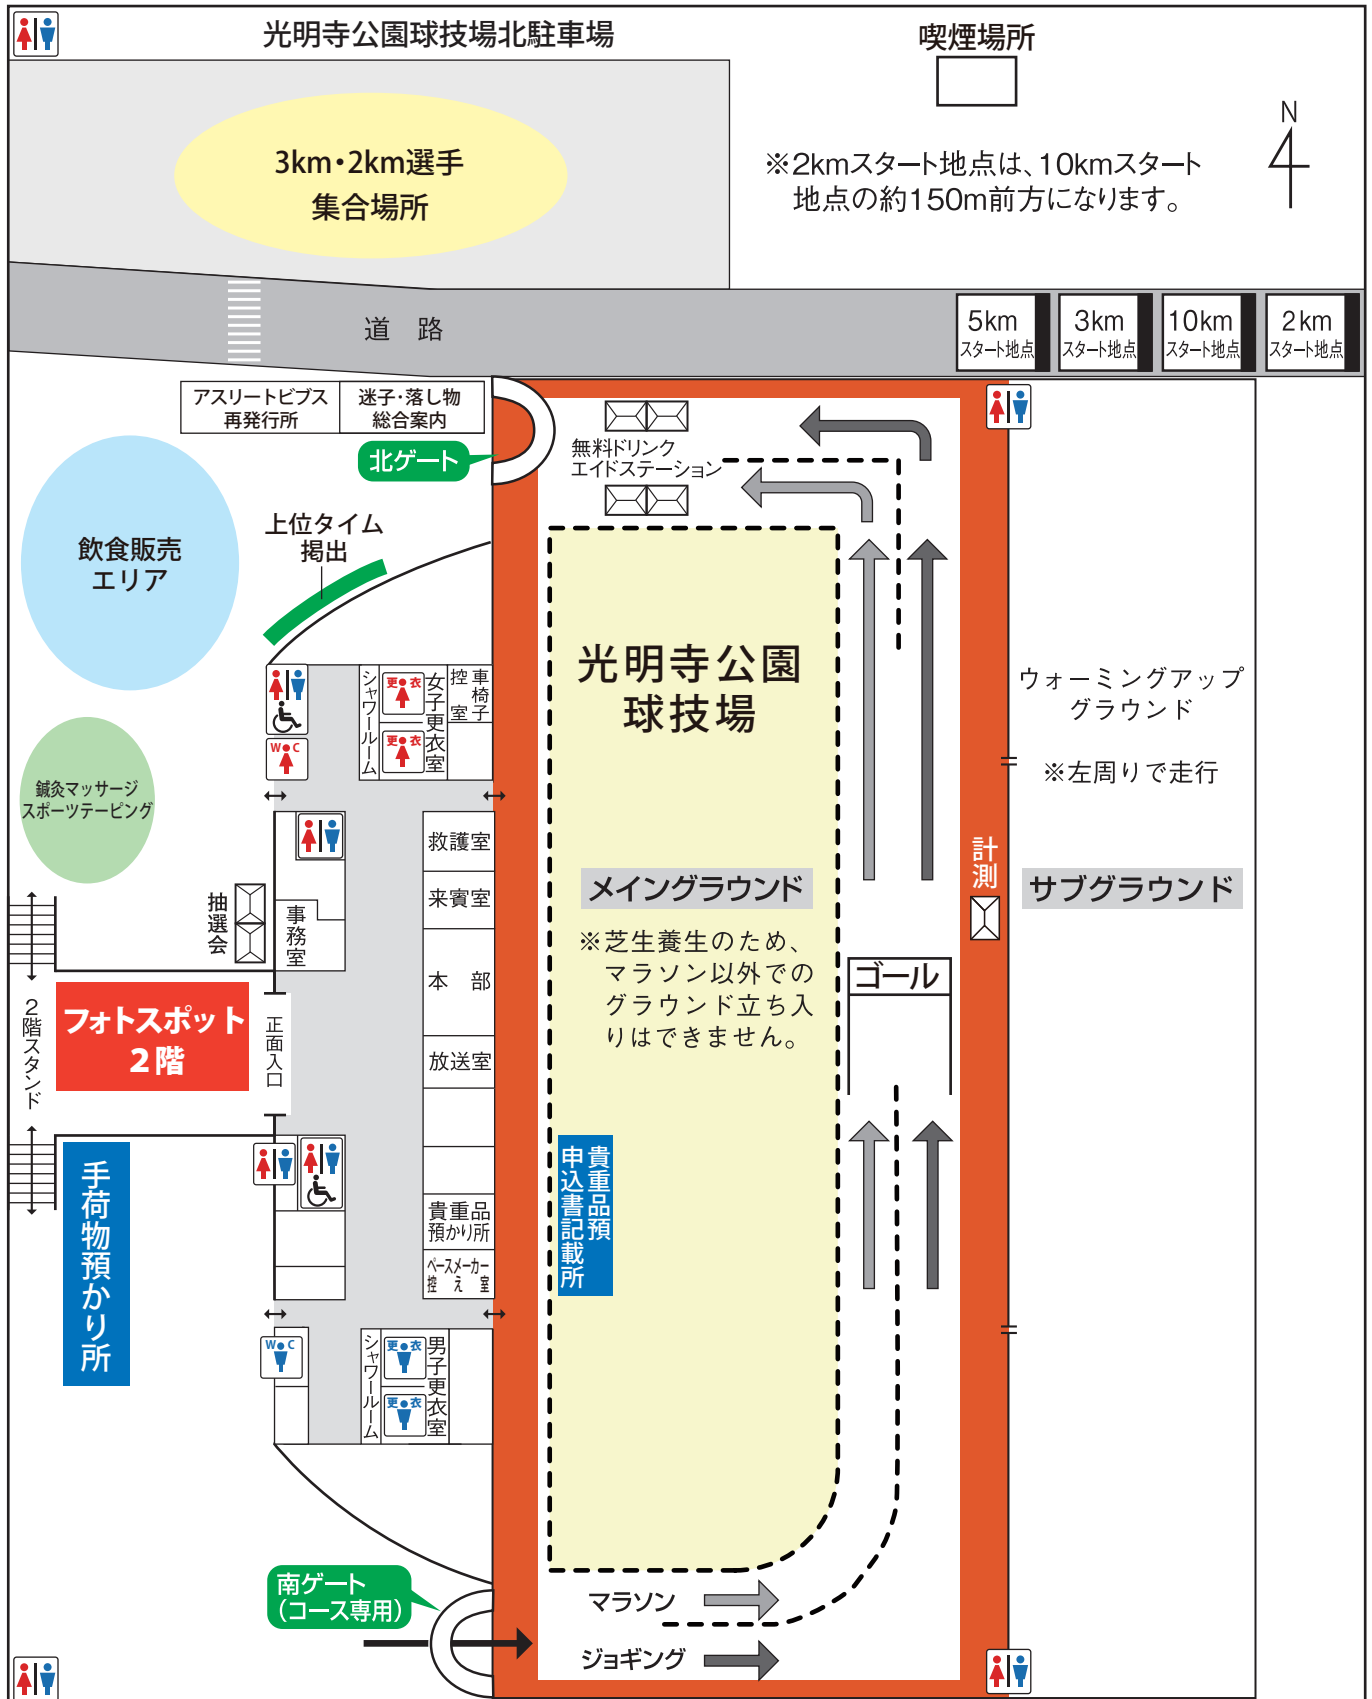 光明寺公園球技場北駐車場
喫煙場所
3km・2km選手
集合場所
N
※2kmスタート地点は、10kmスタート
地点の約150m前方になります。
道 路
5km
スタート地点
3km
スタート地点
10km
スタート地点
2km
スタート地点
アスリートビブス
再発行所
迷子・落し物
総合案内
北ゲート
無料ドリンク
エイドステーション
上位タイム
掲出
飲食販売
エリア
光明寺公園
球技場
シャワールーム
更衣
更衣
女子更衣室
車椅子
控室
WC
ウォーミングアップ
グラウンド
※左周りで走行
鍼灸マッサージ
スポーツテーピング
救護室
来賓室
本 部
放送室
貴重品
預かり所
ペースメーカー
控え室
抽選会
事務室
メイングラウンド
※芝生養生のため、
マラソン以外での
グラウンド立ち入
りはできません。
計測
サブグラウンド
ゴール
2階スタンド
フォトスポット
2階
正面入口
貴重品預
申込書記載所
手荷物預かり所
WC
シャワールーム
更衣
更衣
男子更衣室
南ゲート
(コース専用)
マラソン
ジョギング